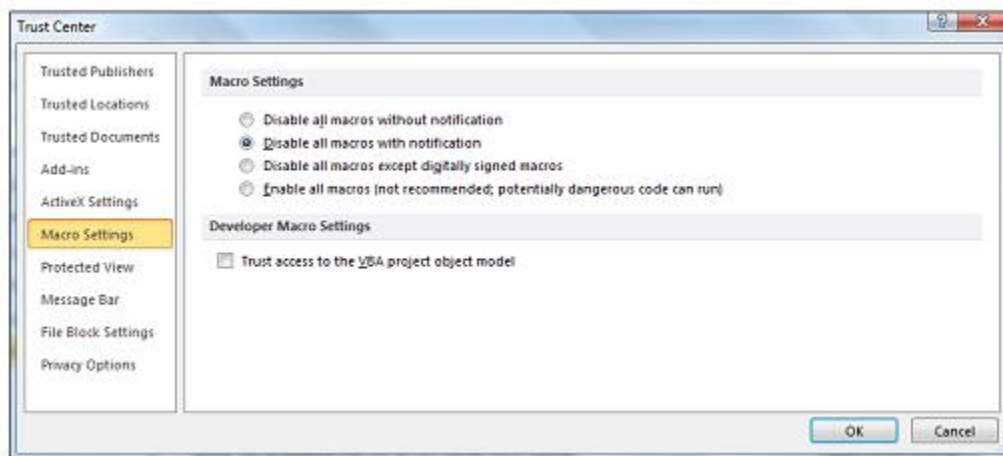 Trust Center
Trusted Publishers
Trusted Locations
Trusted Documents
Add-ins
ActiveX Settings
Macro Settings
Protected View
Message Bar
File Block Settings
Privacy Options
Macro Settings
Disable all macros without notification
Disable all macros with notification
Disable all macros except digitally signed macros
Enable all macros (not recommended; potentially dangerous code can run)
Developer Macro Settings
Trust access to the VBA project object model
OK
Cancel